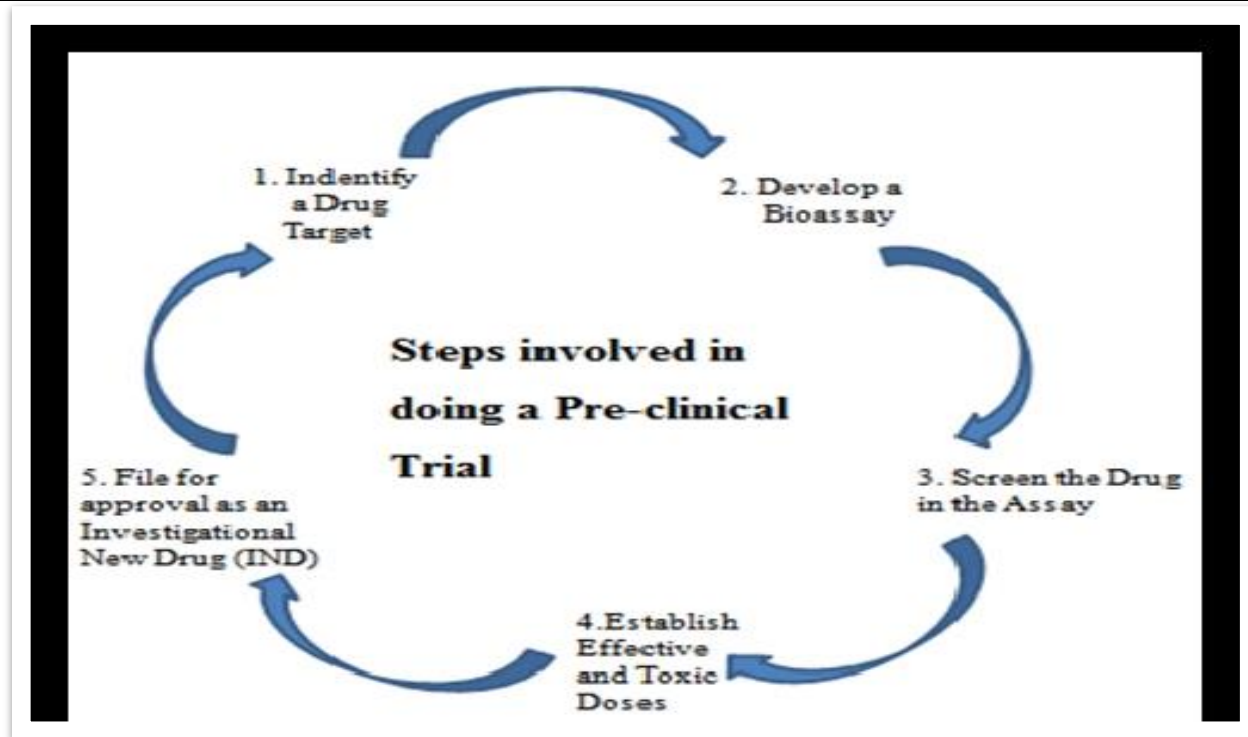 1. Indentify
a Drug
Target
2. Develop a
Bioassay
Steps involved in
doing a Pre-clinical
Trial
5. File for
approval as an
Investigational
New Drug (IND)
3. Screen the Drug
in the Assay
4.Establish
Effective
and Toxic
Doses